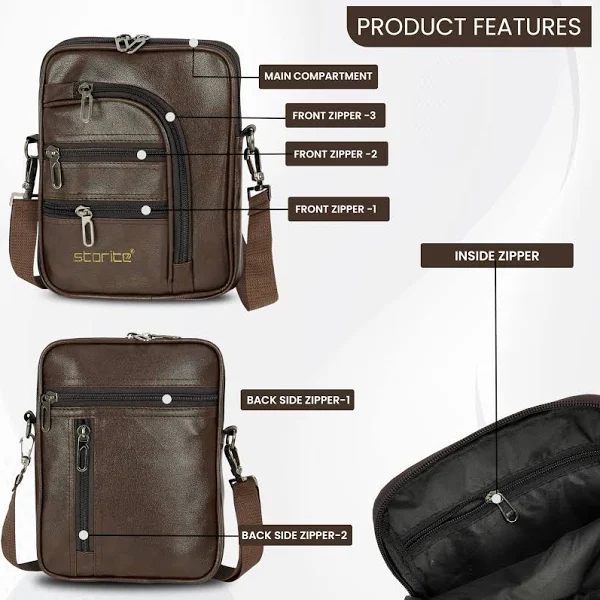 PRODUCT FEATURES
MAIN COMPARTMENT
FRONT ZIPPER -3
FRONT ZIPPER -2
FRONT ZIPPER -1
storite®
INSIDE ZIPPER
BACK SIDE ZIPPER-1
BACK SIDE ZIPPER-2